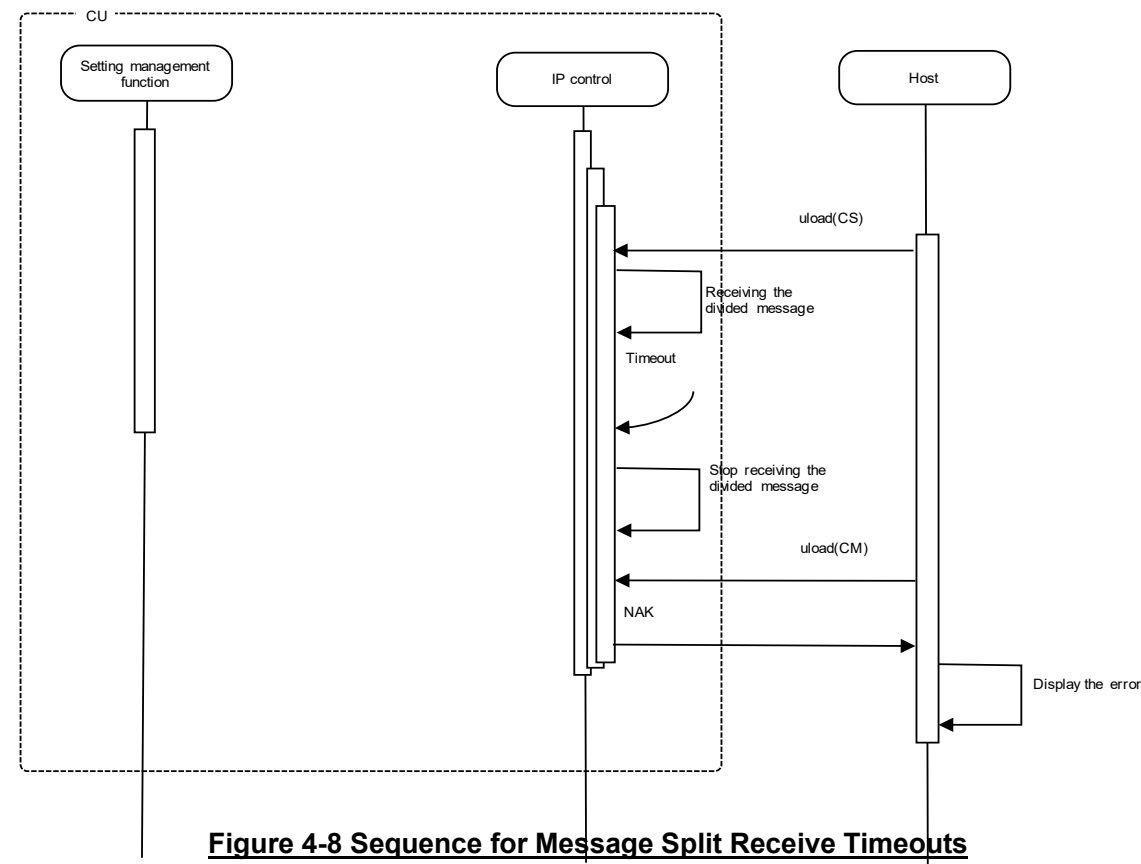 CU
Setting management
function
IP control
Host
uload(CS)
Receiving the
divided message
Timeout
Stop receiving the
divided message
uload(CM)
NAK
Display the error
Figure 4-8 Sequence for Message Split Receive Timeouts